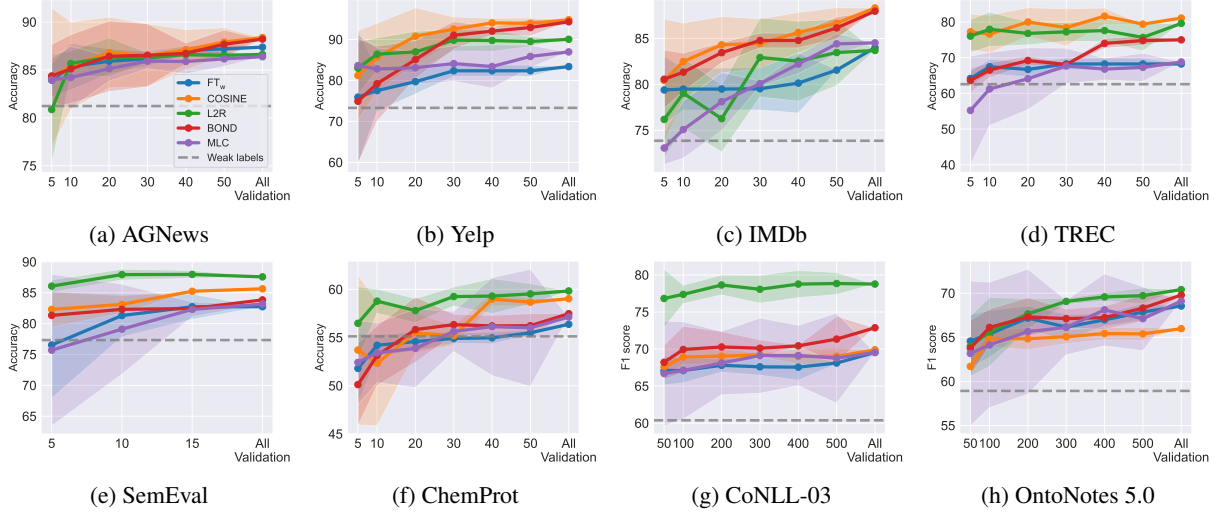 90
85
80
75
Accuracy
FT_w
COSINE
L2R
BOND
MLC
Weak labels
5 10 20 30 40 50 All
Validation
(a) AGNews
90
80
70
60
Accuracy
5 10 20 30 40 50 All
Validation
(b) Yelp
85
80
75
70
Accuracy
5 10 20 30 40 50 All
Validation
(c) IMDb
80
70
60
50
40
Accuracy
5 10 20 30 40 50 All
Validation
(d) TREC
90
85
80
75
70
65
Accuracy
5 10 15 All
Validation
(e) SemEval
60
55
50
45
Accuracy
5 10 20 30 40 50 All
Validation
(f) ChemProt
80
75
70
65
60
F1 score
50 100 200 300 400 500 All
Validation
(g) CoNLL-03
70
65
60
55
F1 score
50 100 200 300 400 500 All
Validation
(h) OntoNotes 5.0